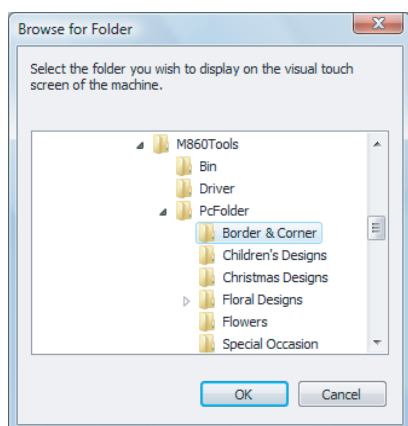 Browse for Folder
Select the folder you wish to display on the visual touch
screen of the machine.
M860Tools
Bin
Driver
PcFolder
Border & Corner
Children's Designs
Christmas Designs
Floral Designs
Flowers
Special Occasion
OK Cancel